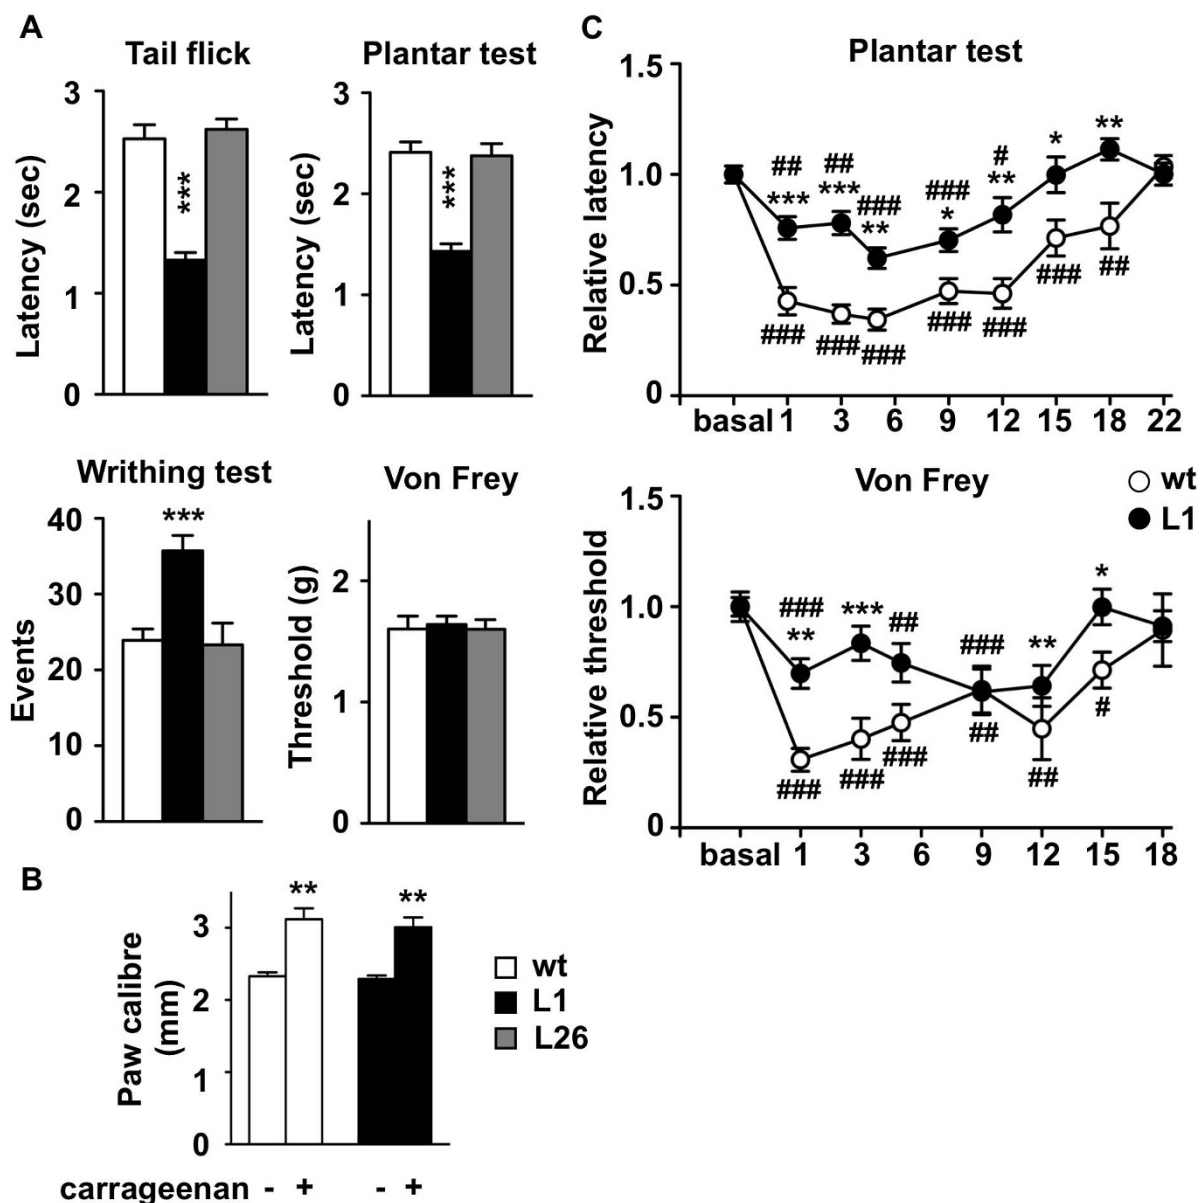 A
Tail flick
Latency (sec)
3
2
1
0
***
Plantar test
Latency (sec)
3
2
1
0
***
Writhing test
Events
40
30
20
10
0
***
Von Frey
Threshold (g)
2
1
0
B
Paw calibre
(mm)
3
2
1
0
**
**
carrageenan - + - +
wt
L1
L26
C
Plantar test
Relative latency
1.5
1.0
0.5
0
## ## ### ### # * **
*** *** ** * **
### ### ### ### ### ### ##
basal 1 3 6 9 12 15 18 22
Von Frey
wt
L1
Relative threshold
1.5
1.0
0.5
0
### *** ## ### ** *
**
### ### ### ## ## #
basal 1 3 6 9 12 15 18